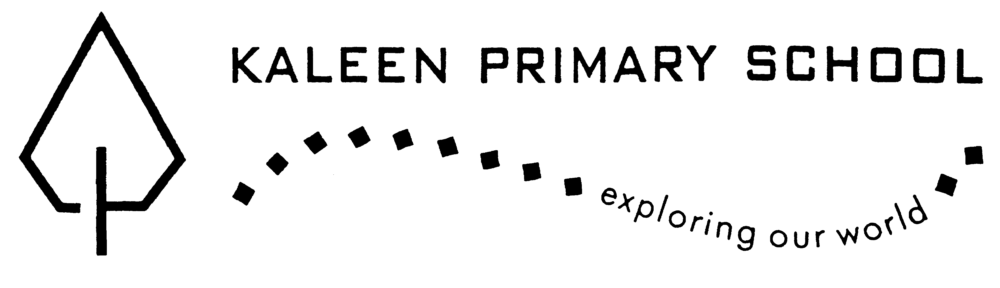 KALEEN PRIMARY SCHOOL
exploring our world